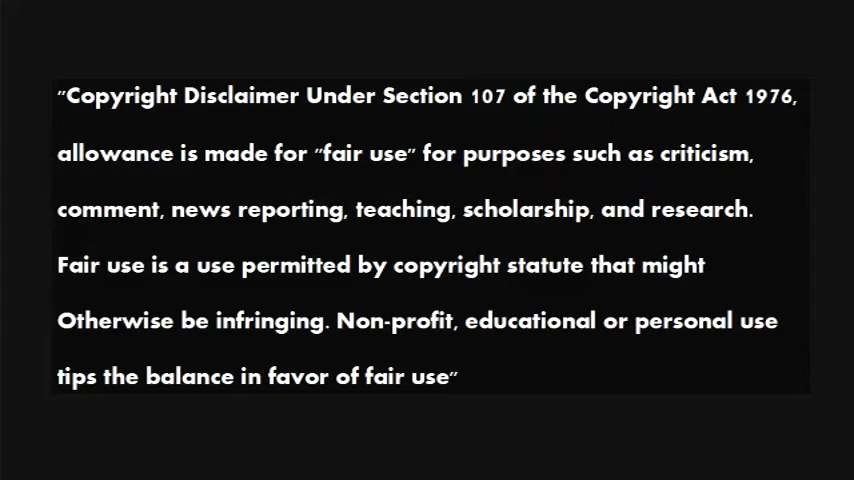 "Copyright Disclaimer Under Section 107 of the Copyright Act 1976,
allowance is made for "fair use" for purposes such as criticism,
comment, news reporting, teaching, scholarship, and research.
Fair use is a use permitted by copyright statute that might
Otherwise be infringing. Non-profit, educational or personal use
tips the balance in favor of fair use"